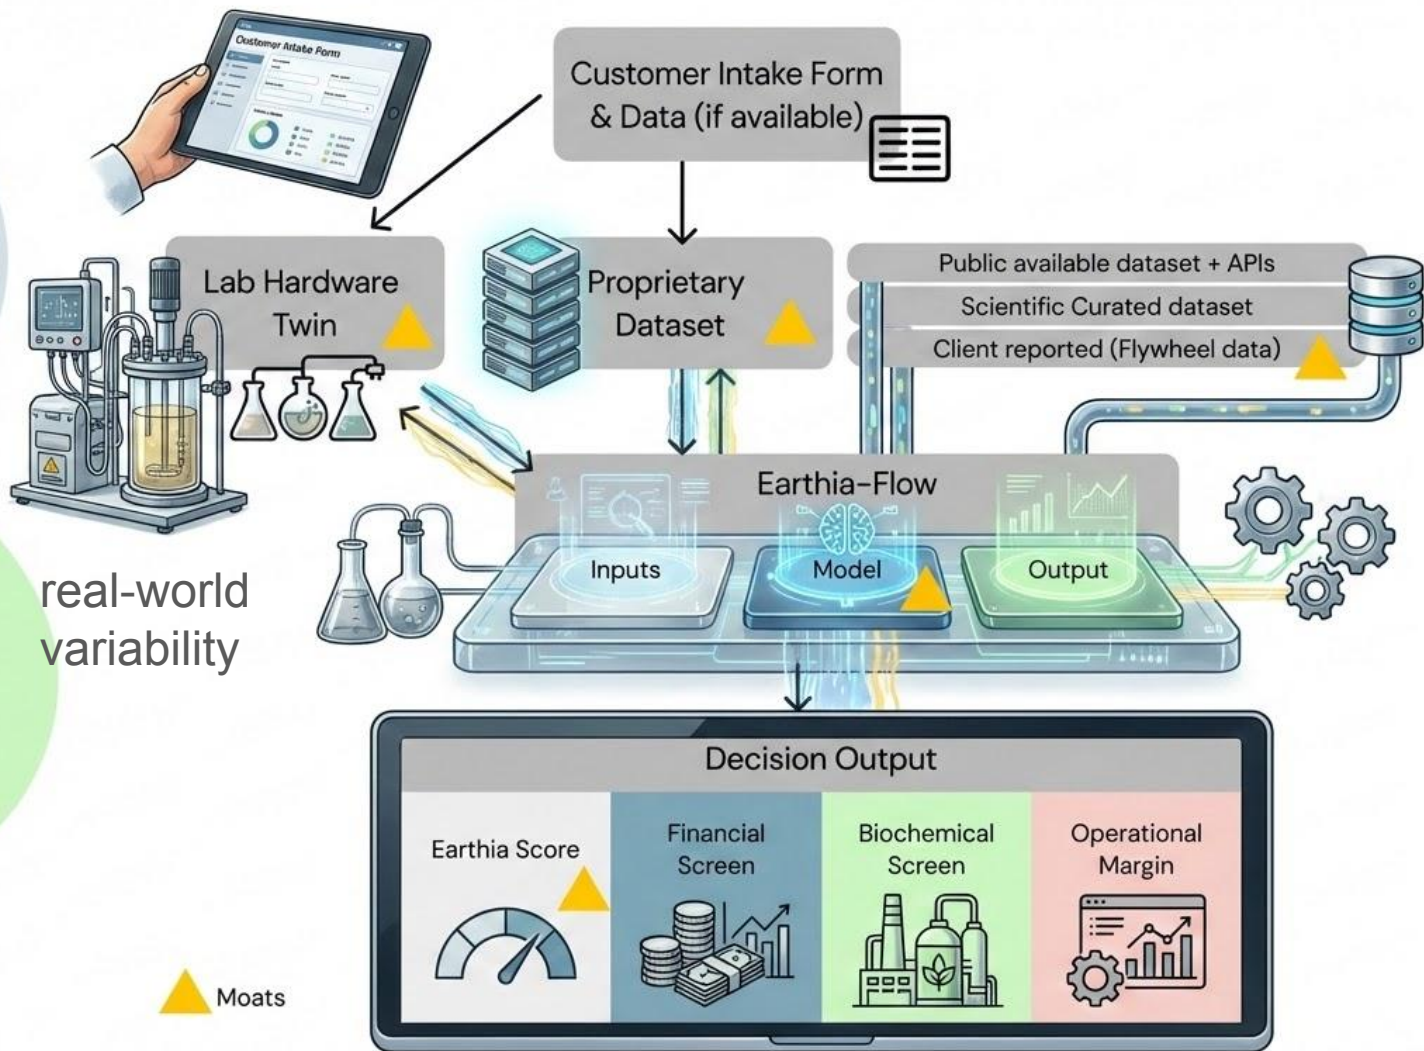 Customer Intake Form
& Data (if available)
Lab Hardware
Twin
Proprietary
Dataset
Public available dataset + APIs
Scientific Curated dataset
Client reported (Flywheel data)
Earthia-Flow
Inputs
Model
Output
real-world
variability
Decision Output
Earthia Score
Financial
Screen
Biochemical
Screen
Operational
Margin
Moats